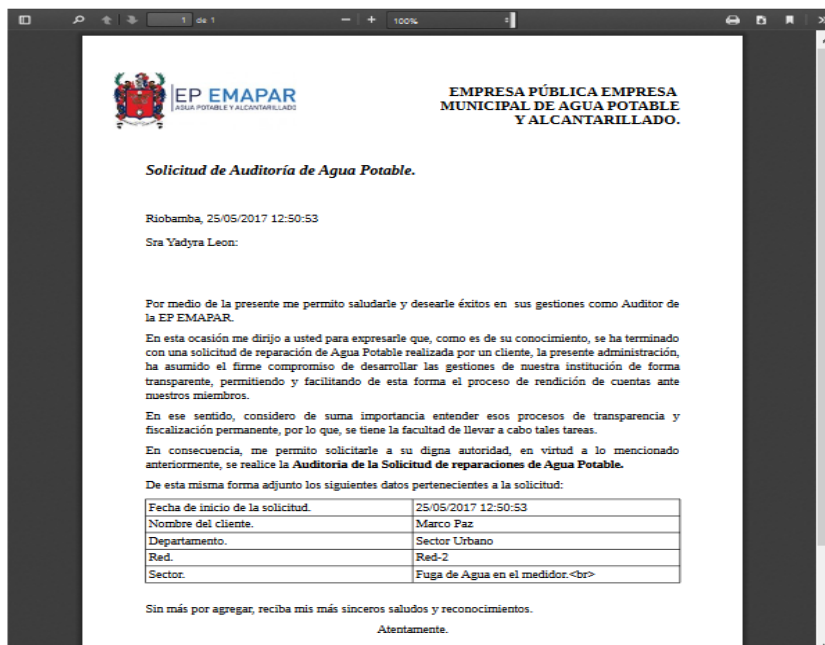 1 de 1 100%
EP EMAPAR
AGUA POTABLE Y ALCANTARILLADO
EMPRESA PÚBLICA EMPRESA
MUNICIPAL DE AGUA POTABLE
Y ALCANTARILLADO.
Solicitud de Auditoría de Agua Potable.
Riobamba, 25/05/2017 12:50:53
Sra Yadyra Leon:
Por medio de la presente me permito saludarle y desearle éxitos en sus gestiones como Auditor de
la EP EMAPAR.
En esta ocasión me dirijo a usted para expresarle que, como es de su conocimiento, se ha terminado
con una solicitud de reparación de Agua Potable realizada por un cliente, la presente administración,
ha asumido el firme compromiso de desarrollar las gestiones de nuestra institución de forma
transparente, permitiendo y facilitando de esta forma el proceso de rendición de cuentas ante
nuestros miembros.
En ese sentido, considero de suma importancia entender esos procesos de transparencia y
fiscalización permanente, por lo que, se tiene la facultad de llevar a cabo tales tareas.
En consecuencia, me permito solicitarle a su digna autoridad, en virtud a lo mencionado
anteriormente, se realice la Auditoria de la Solicitud de reparaciones de Agua Potable.
De esta misma forma adjunto los siguientes datos pertenecientes a la solicitud:
Fecha de inicio de la solicitud. 25/05/2017 12:50:53
Nombre del cliente. Marco Paz
Departamento. Sector Urbano
Red. Red-2
Sector. Fuga de Agua en el medidor.<br>
Sin más por agregar, reciba mis más sinceros saludos y reconocimientos.
Atentamente.